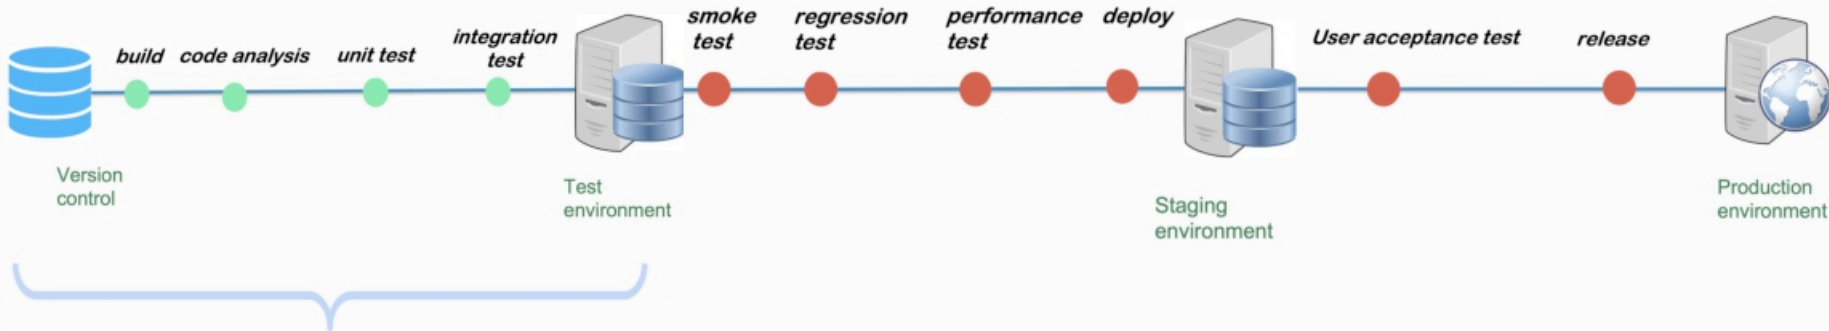 build
code analysis
unit test
integration
test
smoke
test
regression
test
performance
test
deploy
User acceptance test
release
Version
control
Test
environment
Staging
environment
Production
environment